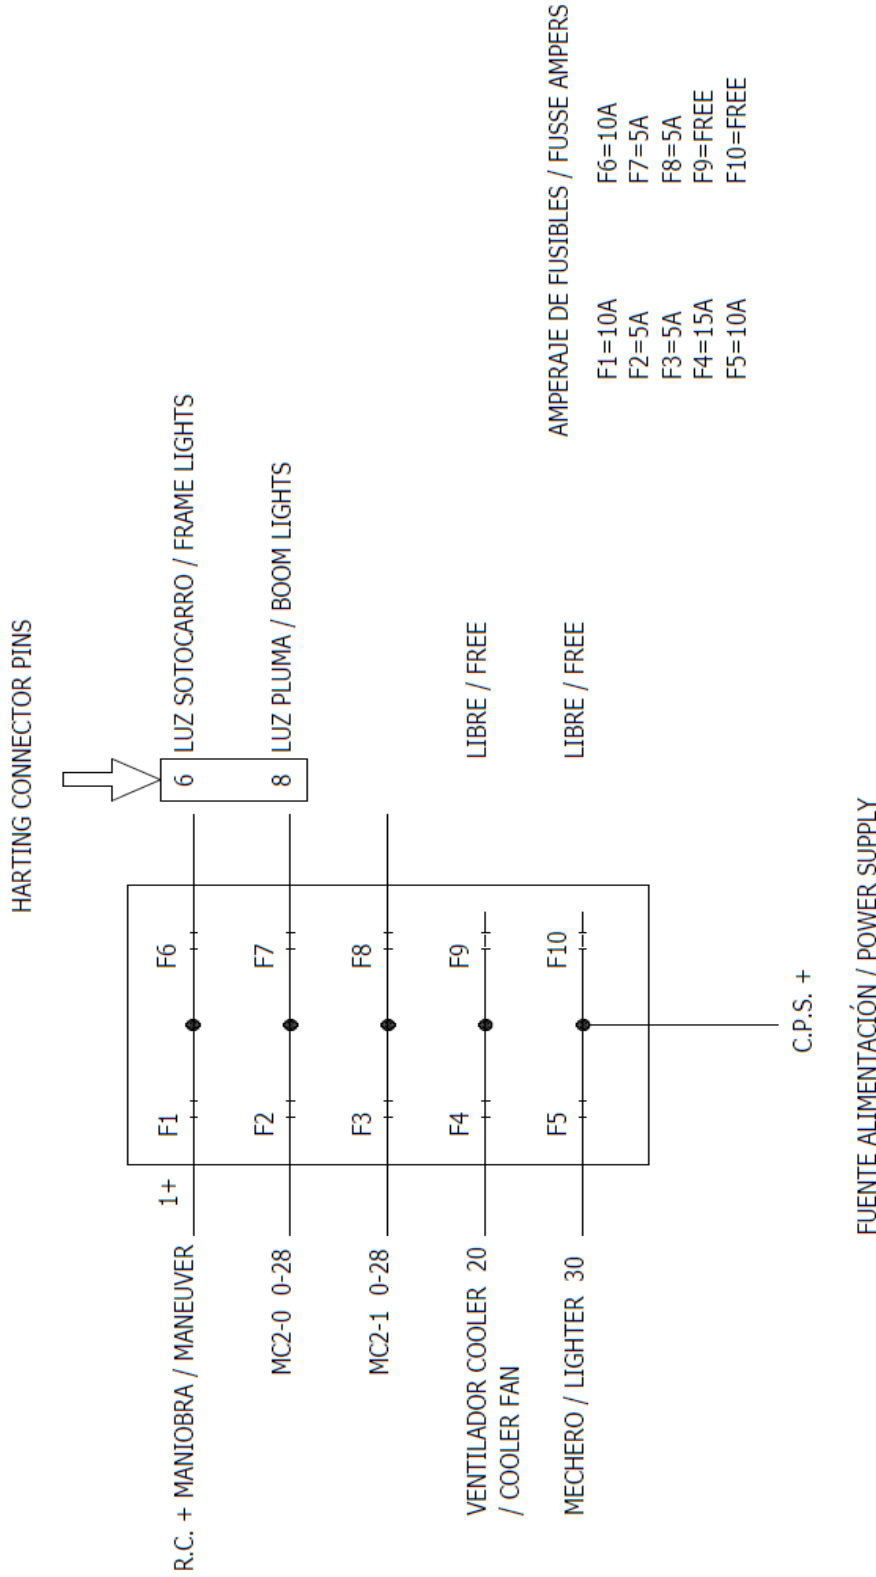 HARTING CONNECTOR PINS
6 LUZ SOTOCARRO / FRAME LIGHTS
8 LUZ PLUMA / BOOM LIGHTS
LIBRE / FREE
LIBRE / FREE
R.C. + MANIOBRA / MANEUVER
1+
F1
F6
MC2-0 0-28
F2
F7
MC2-1 0-28
F3
F8
VENTILADOR COOLER 20
/ COOLER FAN
F4
F9
MECHERO / LIGHTER 30
F5
F10
C.P.S. +
FUENTE ALIMENTACIÓN / POWER SUPPLY
AMPERAJE DE FUSIBLES / FUSSE AMPERS
F1=10A
F2=5A
F3=5A
F4=15A
F5=10A
F6=10A
F7=5A
F8=5A
F9=FREE
F10=FREE